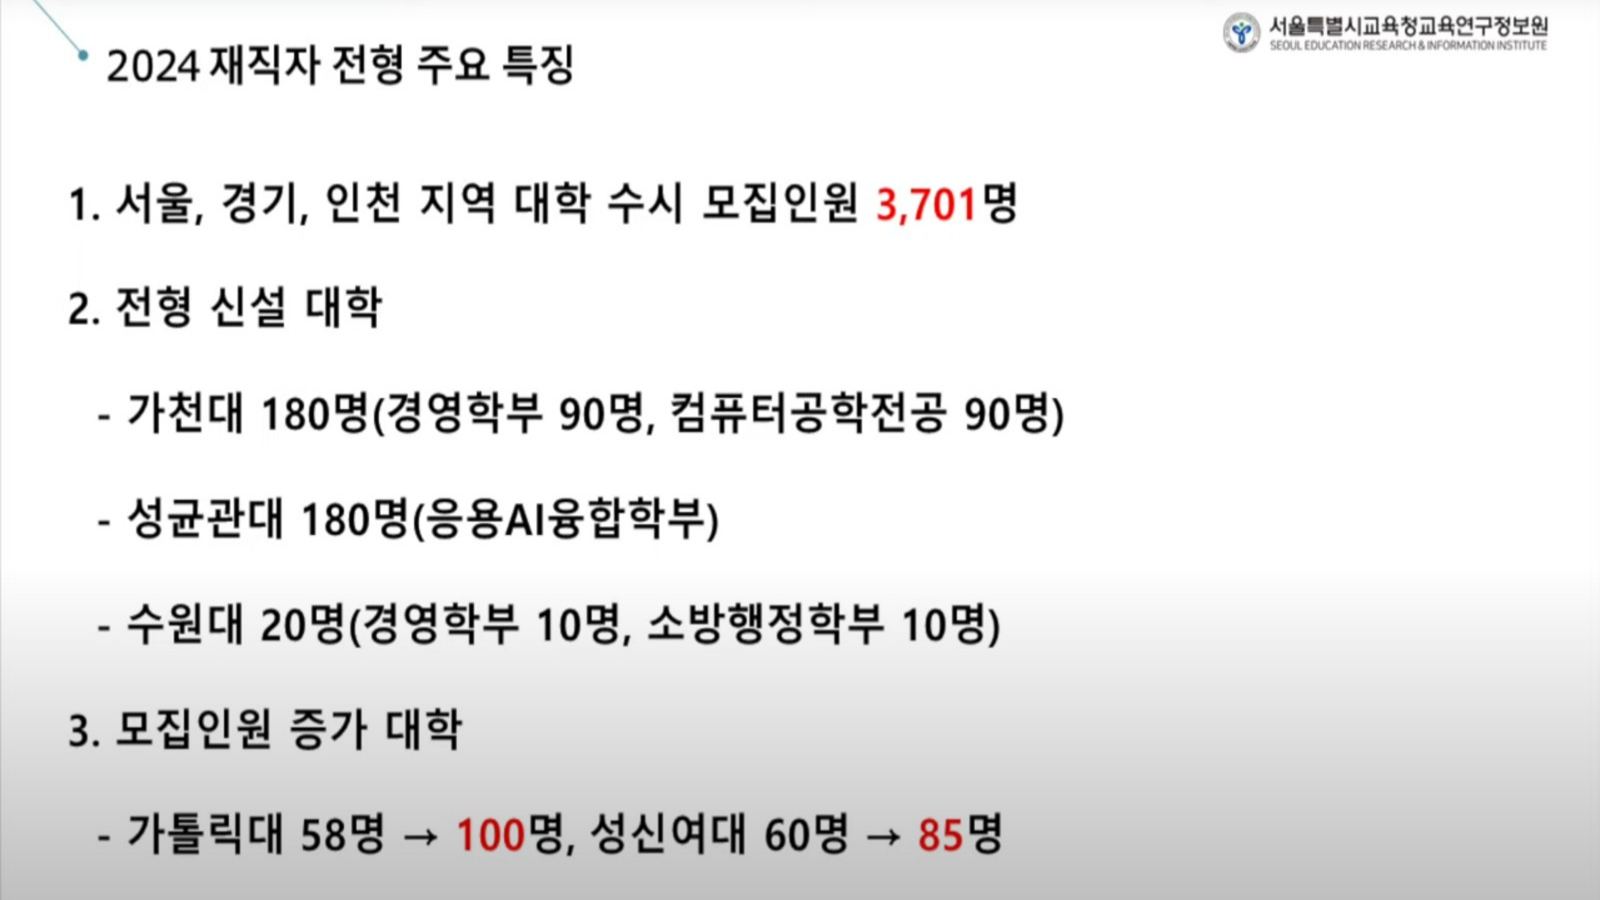 서울특별시교육청교육연구정보원
SEOUL EDUCATION RESEARCH & INFORMATION INSTITUTE
2024 재직자 전형 주요 특징
1. 서울, 경기, 인천 지역 대학 수시 모집인원 3,701명
2. 전형 신설 대학
- 가천대 180명(경영학부 90명, 컴퓨터공학전공 90명)
- 성균관대 180명(응용AI융합학부)
- 수원대 20명(경영학부 10명, 소방행정학부 10명)
3. 모집인원 증가 대학
- 가톨릭대 58명 → 100명, 성신여대 60명 → 85명